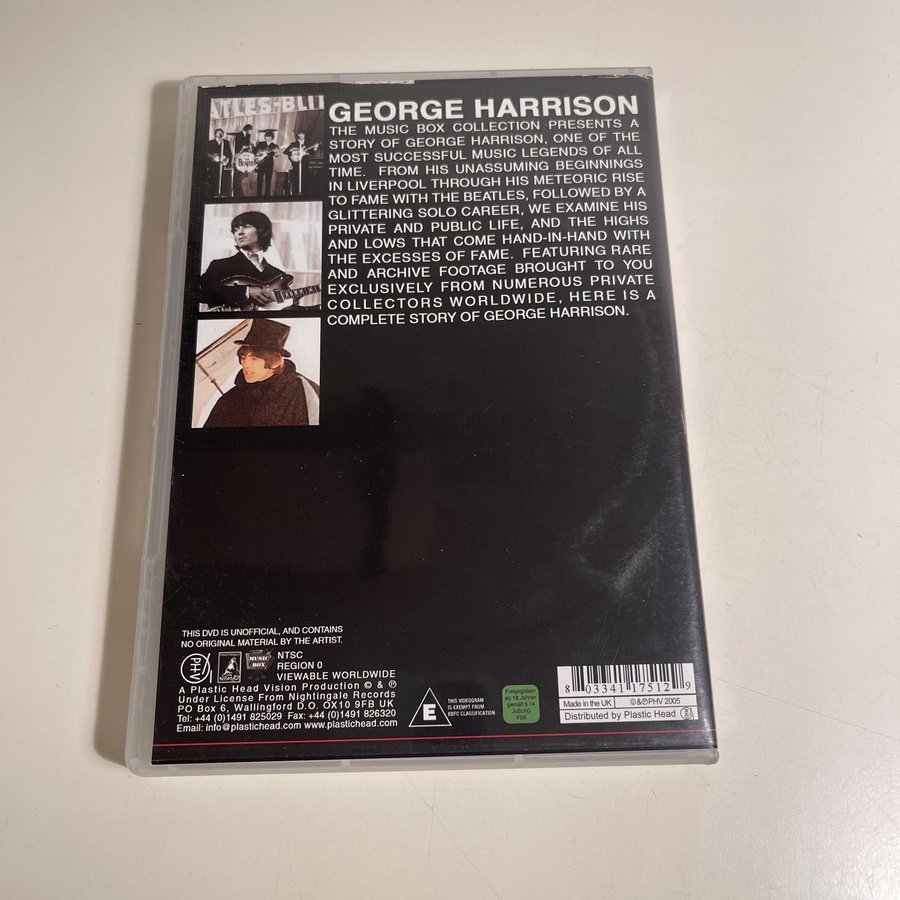 ATLES-BLIT
THE
BEATLES
GEORGE HARRISON
THE MUSIC BOX COLLECTION PRESENTS A
STORY OF GEORGE HARRISON, ONE OF THE
MOST SUCCESSFUL MUSIC LEGENDS OF ALL
TIME. FROM HIS UNASSUMING BEGINNINGS
IN LIVERPOOL THROUGH HIS METEORIC RISE
TO FAME WITH THE BEATLES, FOLLOWED BY A
GLITTERING SOLO CAREER, WE EXAMINE HIS
PRIVATE AND PUBLIC LIFE, AND THE HIGHS
AND LOWS THAT COME HAND-IN-HAND WITH
THE EXCESSES OF FAME. FEATURING RARE
AND ARCHIVE FOOTAGE BROUGHT TO YOU
EXCLUSIVELY FROM NUMEROUS PRIVATE
COLLECTORS WORLDWIDE, HERE IS A
COMPLETE STORY OF GEORGE HARRISON.
THIS DVD IS UNOFFICIAL, AND CONTAINS
NO ORIGINAL MATERIAL BY THE ARTIST.
PHV
MUSIC
BOX
NTSC
REGION 0
VIEWABLE WORLDWIDE
A Plastic Head Vision Production © & ℗
Under License From Nightingale Records
PO Box 6, Wallingford D.O. OX10 9FB UK
Tel: +44 (0)1491 825029 Fax: +44 (0)1491 826320
Email: info@plastichead.com www.plastichead.com
E
THIS VIDEOGRAM
IS EXEMPT FROM
BBFC CLASSIFICATION
Freigegeben
ab 12 Jahren
gemäß § 14
JuSchG
FSK
8 03341 17512 9
Made in the UK
©&℗PHV 2005
Distributed by Plastic Head